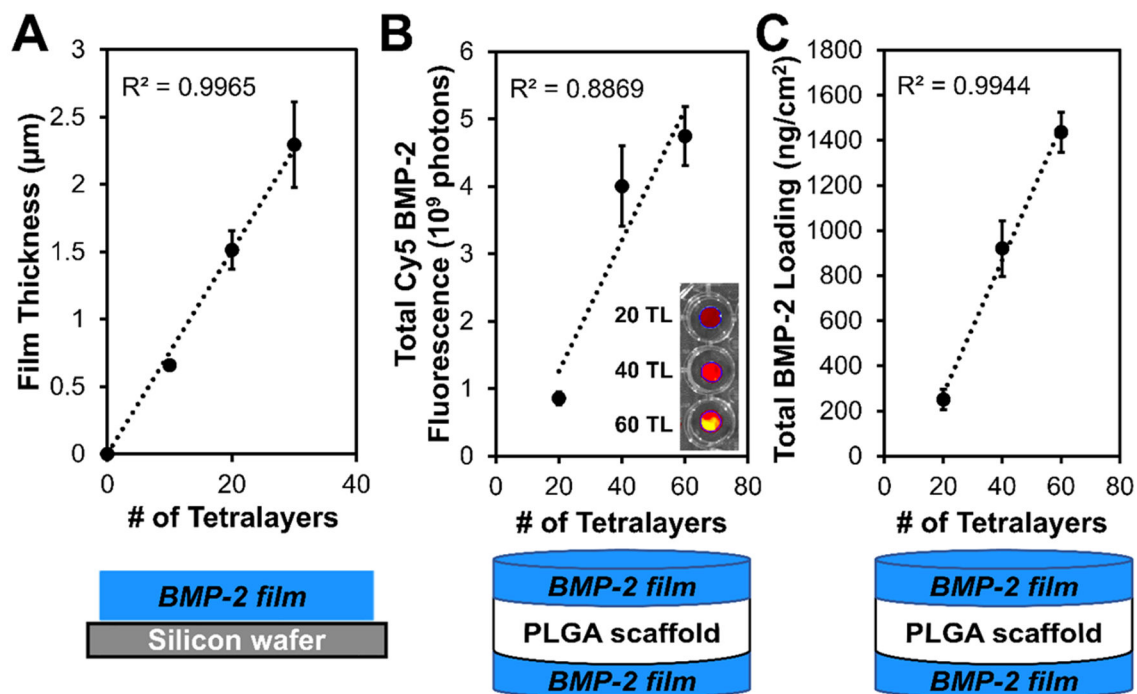 A
Film Thickness (µm)
3
2.5
2
1.5
1
0.5
0
R² = 0.9965
0 20 40
# of Tetralayers
BMP-2 film
Silicon wafer
B
Total Cy5 BMP-2
Fluorescence (10⁹ photons)
6
5
4
3
2
1
0
R² = 0.8869
20 TL
40 TL
60 TL
0 20 40 60 80
# of Tetralayers
BMP-2 film
PLGA scaffold
BMP-2 film
C
Total BMP-2 Loading (ng/cm²)
1800
1600
1400
1200
1000
800
600
400
200
0
R² = 0.9944
0 20 40 60 80
# of Tetralayers
BMP-2 film
PLGA scaffold
BMP-2 film